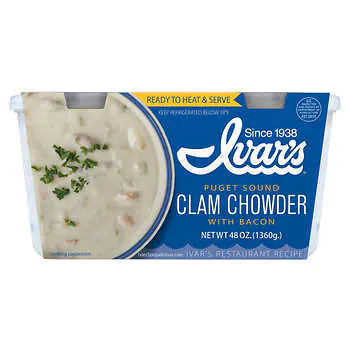 READY TO HEAT & SERVE
KEEP REFRIGERATED BELOW 38°F
Since 1938
Ivar's
PUGET SOUND
CLAM CHOWDER
WITH BACON
NET WT 48 OZ. (1360g.)
IVAR'S RESTAURANT RECIPE